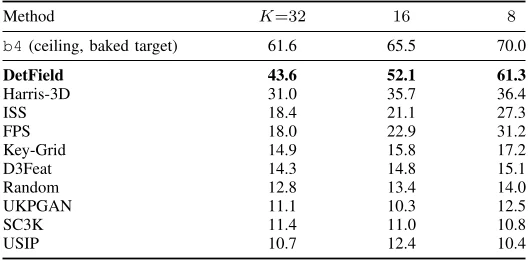 Method K=32 16 8
b4 (ceiling, baked target) 61.6 65.5 70.0
DetField 43.6 52.1 61.3
Harris-3D 31.0 35.7 36.4
ISS 18.4 21.1 27.3
FPS 18.0 22.9 31.2
Key-Grid 14.9 15.8 17.2
D3Feat 14.3 14.8 15.1
Random 12.8 13.4 14.0
UKPGAN 11.1 10.3 12.5
SC3K 11.4 11.0 10.8
USIP 10.7 12.4 10.4